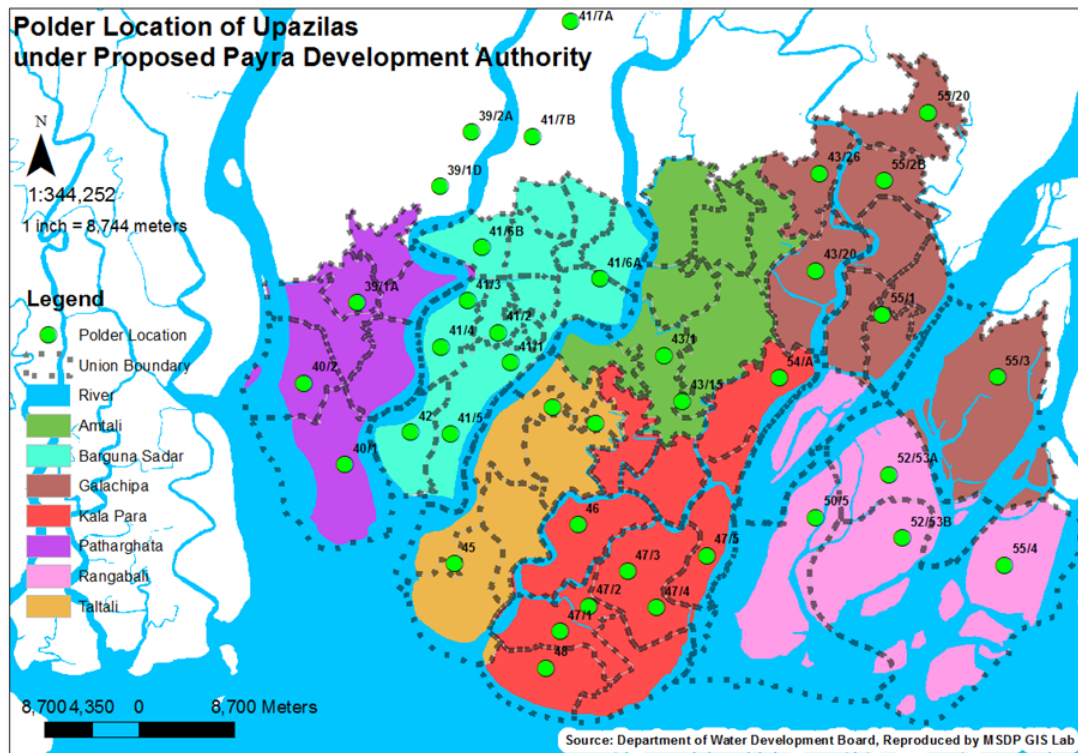 Polder Location of Upazilas
under Proposed Payra Development Authority
41/7A
55/20
39/2A
41/7B
43/26
55/2B
39/1D
N
1:344,252
1 inch = 8,744 meters
41/6B
43/20
41/6A
39/1A
41/3
55/1
Legend
Polder Location
41/4
41/2
41/1
43/1
54/A
55/3
Union Boundary
40/2
43/15
River
Amtali
42
41/5
Barguna Sadar
40/1
52/53A
Galachipa
46
50/5
Kala Para
52/53B
Patharghata
45
47/3
47/5
55/4
Rangabali
47/2
47/4
Taltali
47/1
48
8,700 4,350 0 8,700 Meters
Source: Department of Water Development Board, Reproduced by MSDP GIS Lab